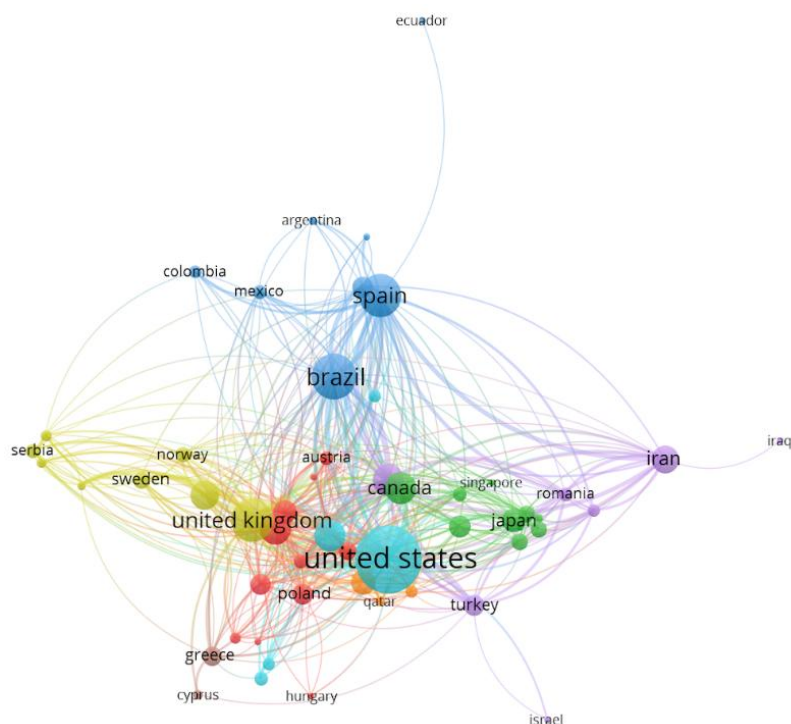 ecuador
argentina
colombia
mexico
spain
brazil
serbia
norway
austria
iran
iraq
sweden
canada
singapore
romania
united kingdom
japan
united states
poland
qatar
turkey
greece
cyprus
hungary
israel